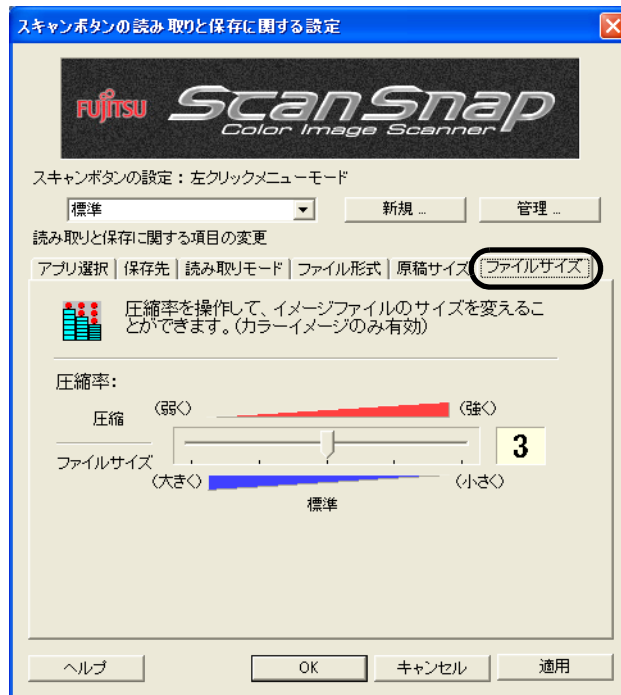 スキャンボタンの読み取りと保存に関する設定
FUJITSU ScanSnap
Color Image Scanner
スキャンボタンの設定：左クリックメニューモード
標準 新規 ... 管理 ...
読み取りと保存に関する項目の変更
アプリ選択 保存先 読み取りモード ファイル形式 原稿サイズ ファイルサイズ
圧縮率を操作して、イメージファイルのサイズを変えるこ
とができます。(カラーイメージのみ有効)
圧縮率：
圧縮 (弱く) (強く)
ファイルサイズ 3
(大きく) (小さく)
標準
ヘルプ OK キャンセル 適用